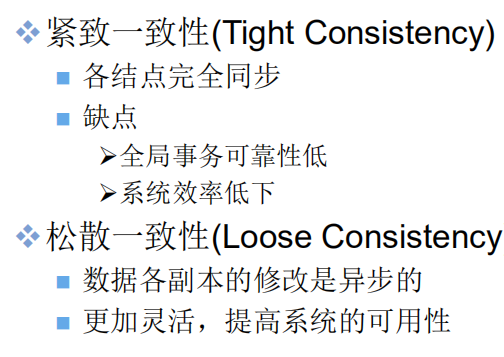 紧致一致性(Tight Consistency)
各结点完全同步
缺点
全局事务可靠性低
系统效率低下
松散一致性(Loose Consistency
数据各副本的修改是异步的
更加灵活，提高系统的可用性